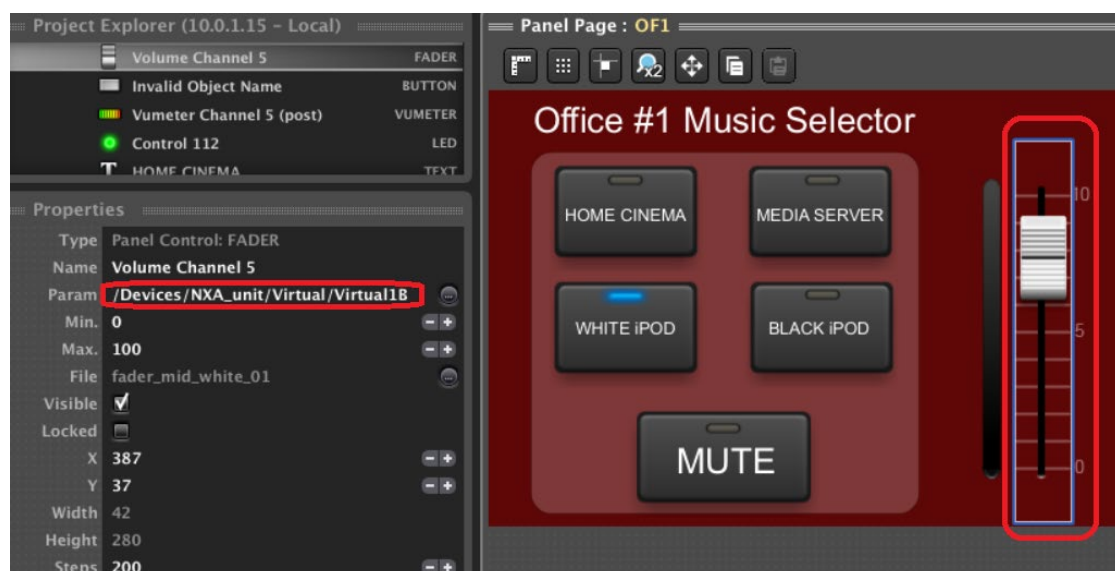 Project Explorer (10.0.1.15 - Local)
Volume Channel 5 FADER
Invalid Object Name BUTTON
Vumeter Channel 5 (post) VUMETER
Control 112 LED
T HOME CINEMA TEXT
Properties
Type Panel Control: FADER
Name Volume Channel 5
Param /Devices/NXA_unit/Virtual/Virtual1B
Min. 0
Max. 100
File fader_mid_white_01
Visible
Locked
X 387
Y 37
Width 42
Height 280
Steps 200
Panel Page : OF1
x2
Office #1 Music Selector
HOME CINEMA
MEDIA SERVER
WHITE iPOD
BLACK iPOD
MUTE
10
5
0